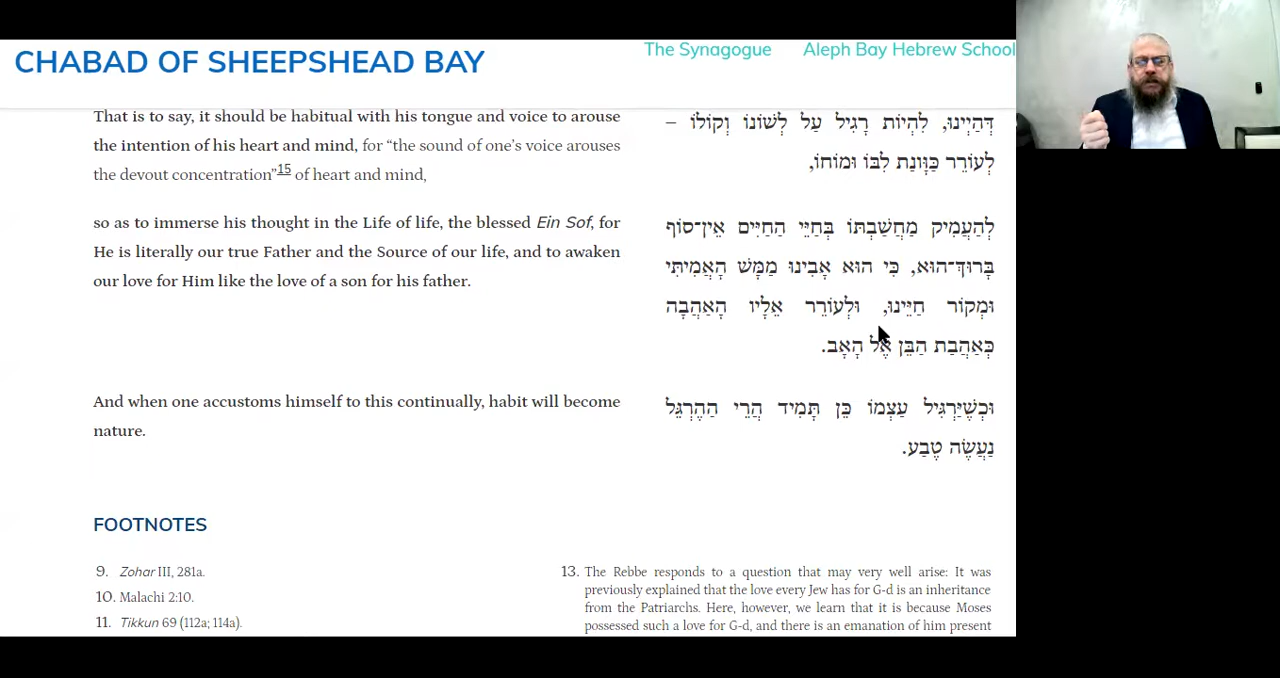 CHABAD OF SHEEPSHEAD BAY
The Synagogue
Aleph Bay Hebrew School
That is to say, it should be habitual with his tongue and voice to arouse
the intention of his heart and mind, for “the sound of one’s voice arouses
the devout concentration”15 of heart and mind,
דְּהַיְינוּ, לִהְיוֹת רָגִיל עַל לְשׁוֹנוֹ וְקוֹלוֹ –
לְעוֹרֵר כַּוָּונַת לִבּוֹ וּמוֹחוֹ,
so as to immerse his thought in the Life of life, the blessed Ein Sof, for
He is literally our true Father and the Source of our life, and to awaken
our love for Him like the love of a son for his father.
לְהַעֲמִיק מַחֲשַׁבְתּוֹ בְּחַיֵּי הַחַיִּים אֵין־סוֹף
בָּרוּךְ־הוּא, כִּי הוּא אָבִינוּ מַמָּשׁ הָאֲמִיתִּי
וּמְקוֹר חַיֵּינוּ, וּלְעוֹרֵר אֵלָיו הָאַהֲבָה
כְּאַהֲבַת הַבֵּן אֶל הָאָב.
And when one accustoms himself to this continually, habit will become
nature.
וּכְשֶׁיַּרְגִּיל עַצְמוֹ כֵּן תָּמִיד הֲרֵי הַהֶרְגֵּל
נַעֲשֶׂה טֶבַע.
FOOTNOTES
9. Zohar III, 281a.
10. Malachi 2:10.
11. Tikkun 69 (112a; 114a).
13. The Rebbe responds to a question that may very well arise: It was
previously explained that the love every Jew has for G-d is an inheritance
from the Patriarchs. Here, however, we learn that it is because Moses
possessed such a love for G-d, and there is an emanation of him present